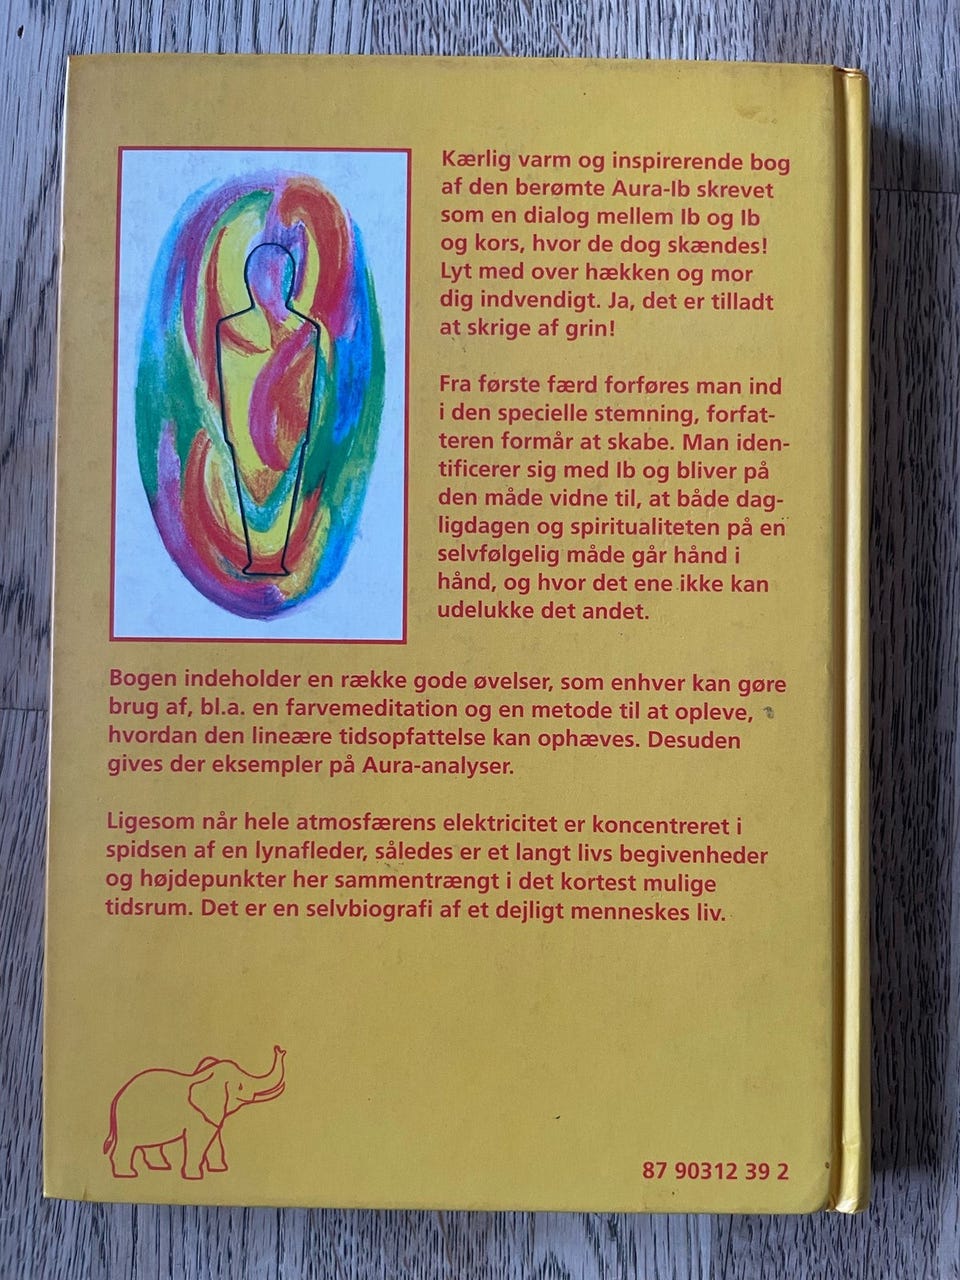 Kærlig varm og inspirerende bog
af den berømte Aura-Ib skrevet
som en dialog mellem Ib og Ib
og kors, hvor de dog skændes!
Lyt med over hækken og mor
dig indvendigt. Ja, det er tilladt
at skrige af grin!
Fra første færd forføres man ind
i den specielle stemning, forfat-
teren formår at skabe. Man iden-
tificerer sig med Ib og bliver på
den måde vidne til, at både dag-
ligdagen og spiritualiteten på en
selvfølgelig måde går hånd i
hånd, og hvor det ene ikke kan
udelukke det andet.
Bogen indeholder en række gode øvelser, som enhver kan gøre
brug af, bl.a. en farvemeditation og en metode til at opleve,
hvordan den lineære tidsopfattelse kan ophæves. Desuden
gives der eksempler på Aura-analyser.
Ligesom når hele atmosfærens elektricitet er koncentreret i
spidsen af en lynafleder, således er et langt livs begivenheder
og højdepunkter her sammentrængt i det kortest mulige
tidsrum. Det er en selvbiografi af et dejligt menneskes liv.
87 90312 39 2